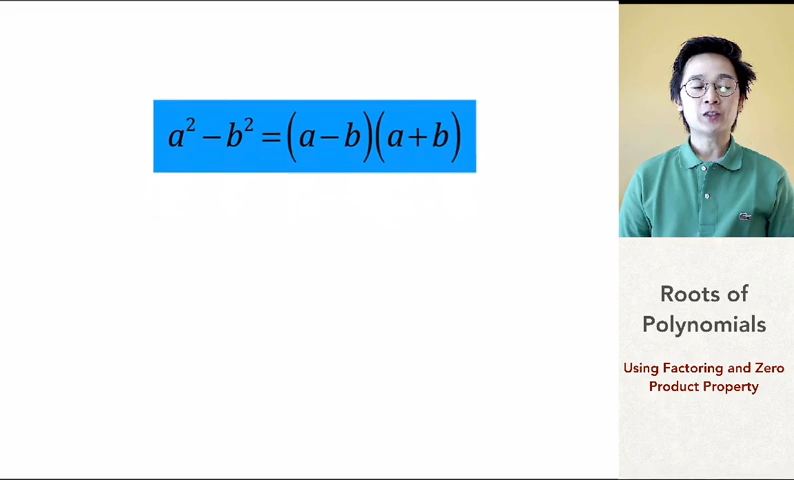 a² − b² = (a − b)(a + b)
Roots of
Polynomials
Using Factoring and Zero
Product Property